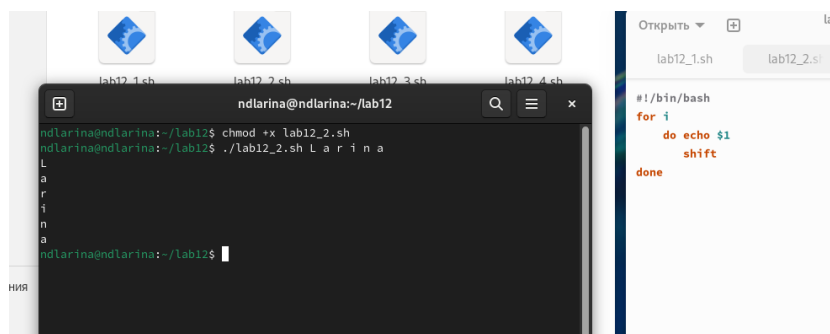 lab12_1.sh
lab12_2.sh
lab12_3.sh
lab12_4.sh
ndlarina@ndlarina:~/lab12
ndlarina@ndlarina:~/lab12$ chmod +x lab12_2.sh
ndlarina@ndlarina:~/lab12$ ./lab12_2.sh L a r i n a
L
a
r
i
n
a
ndlarina@ndlarina:~/lab12$
ния
Открыть
la
lab12_1.sh
lab12_2.sh
#!/bin/bash
for i
do echo $1
shift
done